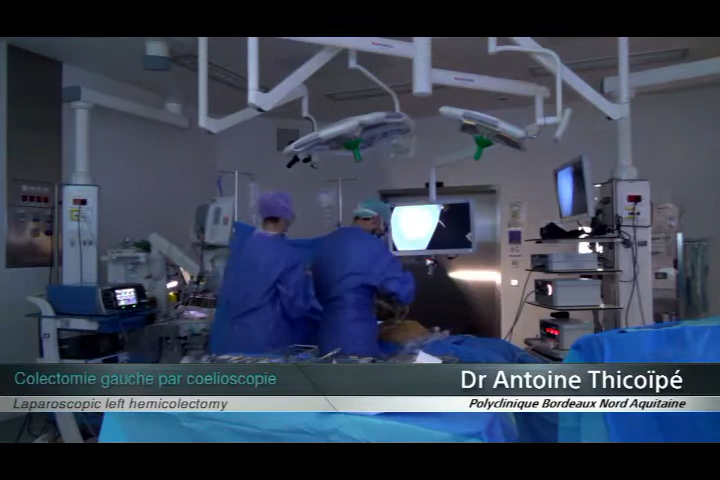 Colectomie gauche par coelioscopie
Dr Antoine Thicoïpé
Laparoscopic left hemicolectomy
Polyclinique Bordeaux Nord Aquitaine